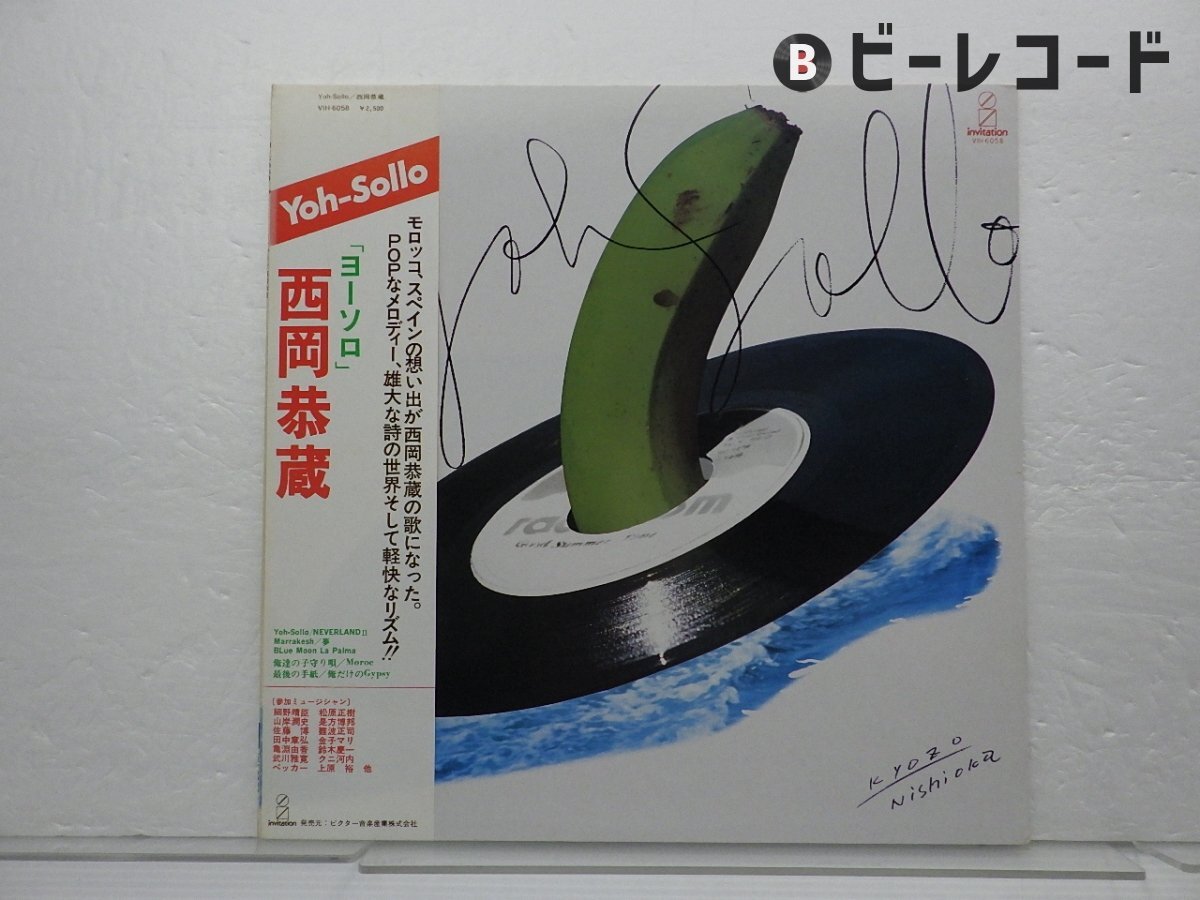 B ビーレコード
Yoh-Sollo/西岡恭蔵
VIH-6058 ¥2,500
Yoh-Sollo
「ヨーソロ」
西岡恭蔵
モロッコ、スペインの想い出が西岡恭蔵の歌になった。
POPなメロディー、雄大な詩の世界そして軽快なリズム!!
Yoh-Sollo/NEVERLAND II
Marrakesh/夢
BLue Moon La Palma
俺達の子守り唄/Moroc
最後の手紙/俺だけのGypsy
[参加ミュージシャン]
細野晴臣 松原正樹
山岸潤史 是方博邦
佐藤 博 難波正司
田中章弘 金子マリ
亀淵由香 鈴木慶一
武川雅寛 クニ河内
ペッカー 上原 裕 他
invitation 発売元:ビクター音楽産業株式会社
Yoh Sollo
invitation
VIH-6058
KYOZO
Nishioka